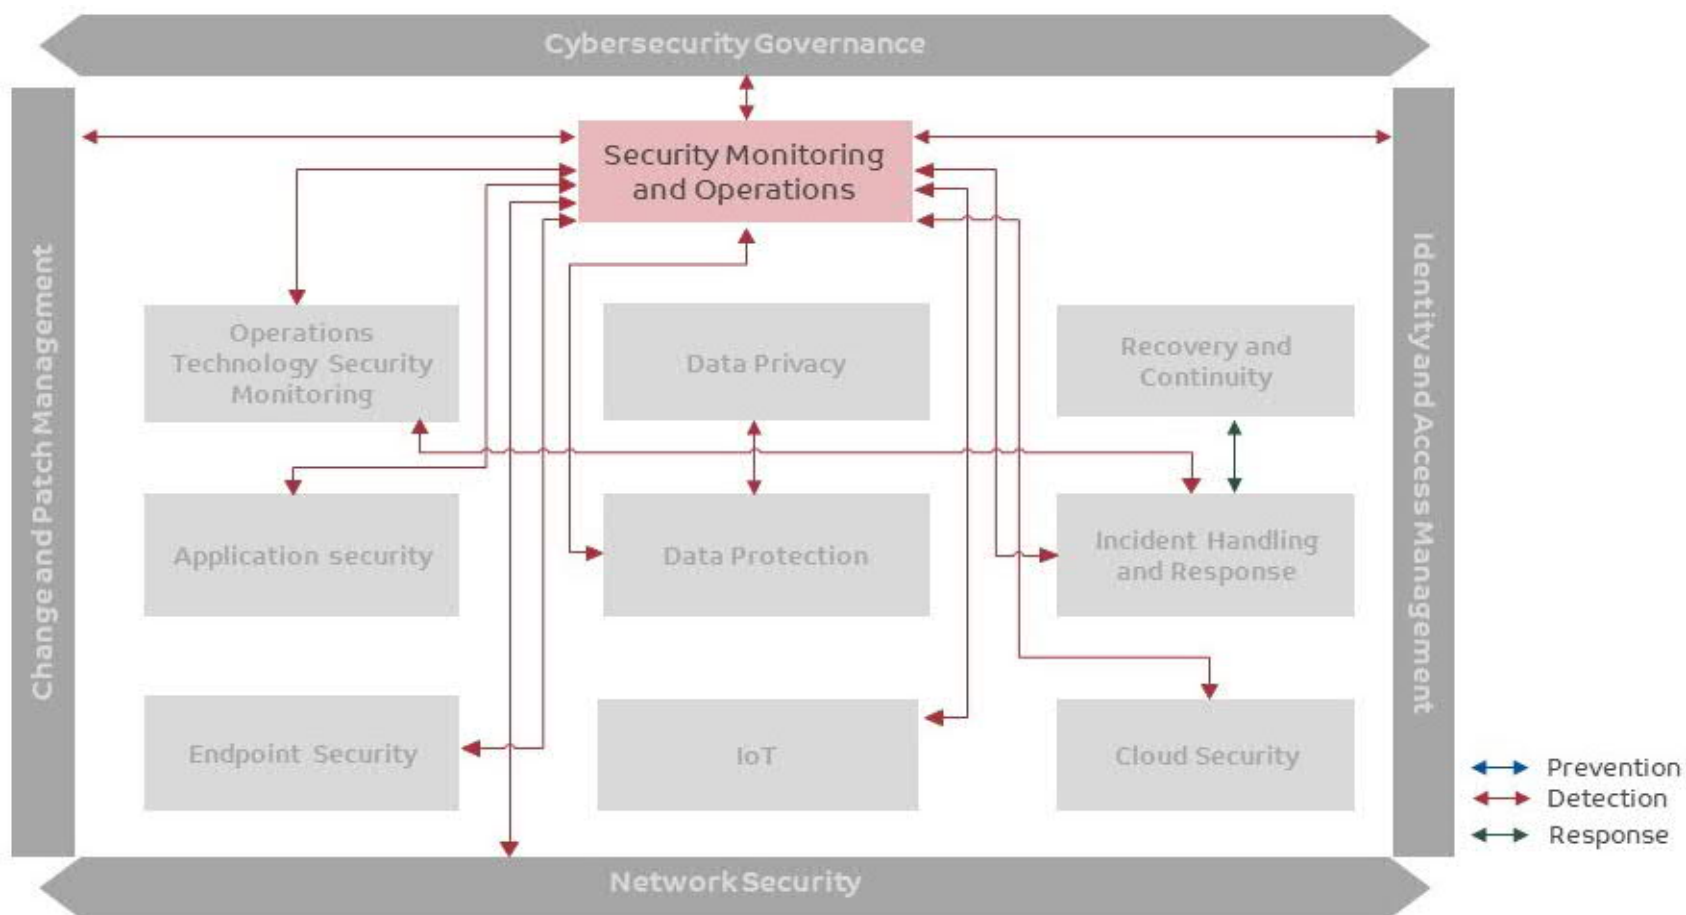 Cybersecurity Governance
Security Monitoring
and Operations
Change and Patch Management
Identity and Access Management
Operations
Technology Security
Monitoring
Data Privacy
Recovery and
Continuity
Application security
Data Protection
Incident Handling
and Response
Endpoint Security
IoT
Cloud Security
Prevention
Detection
Response
Network Security